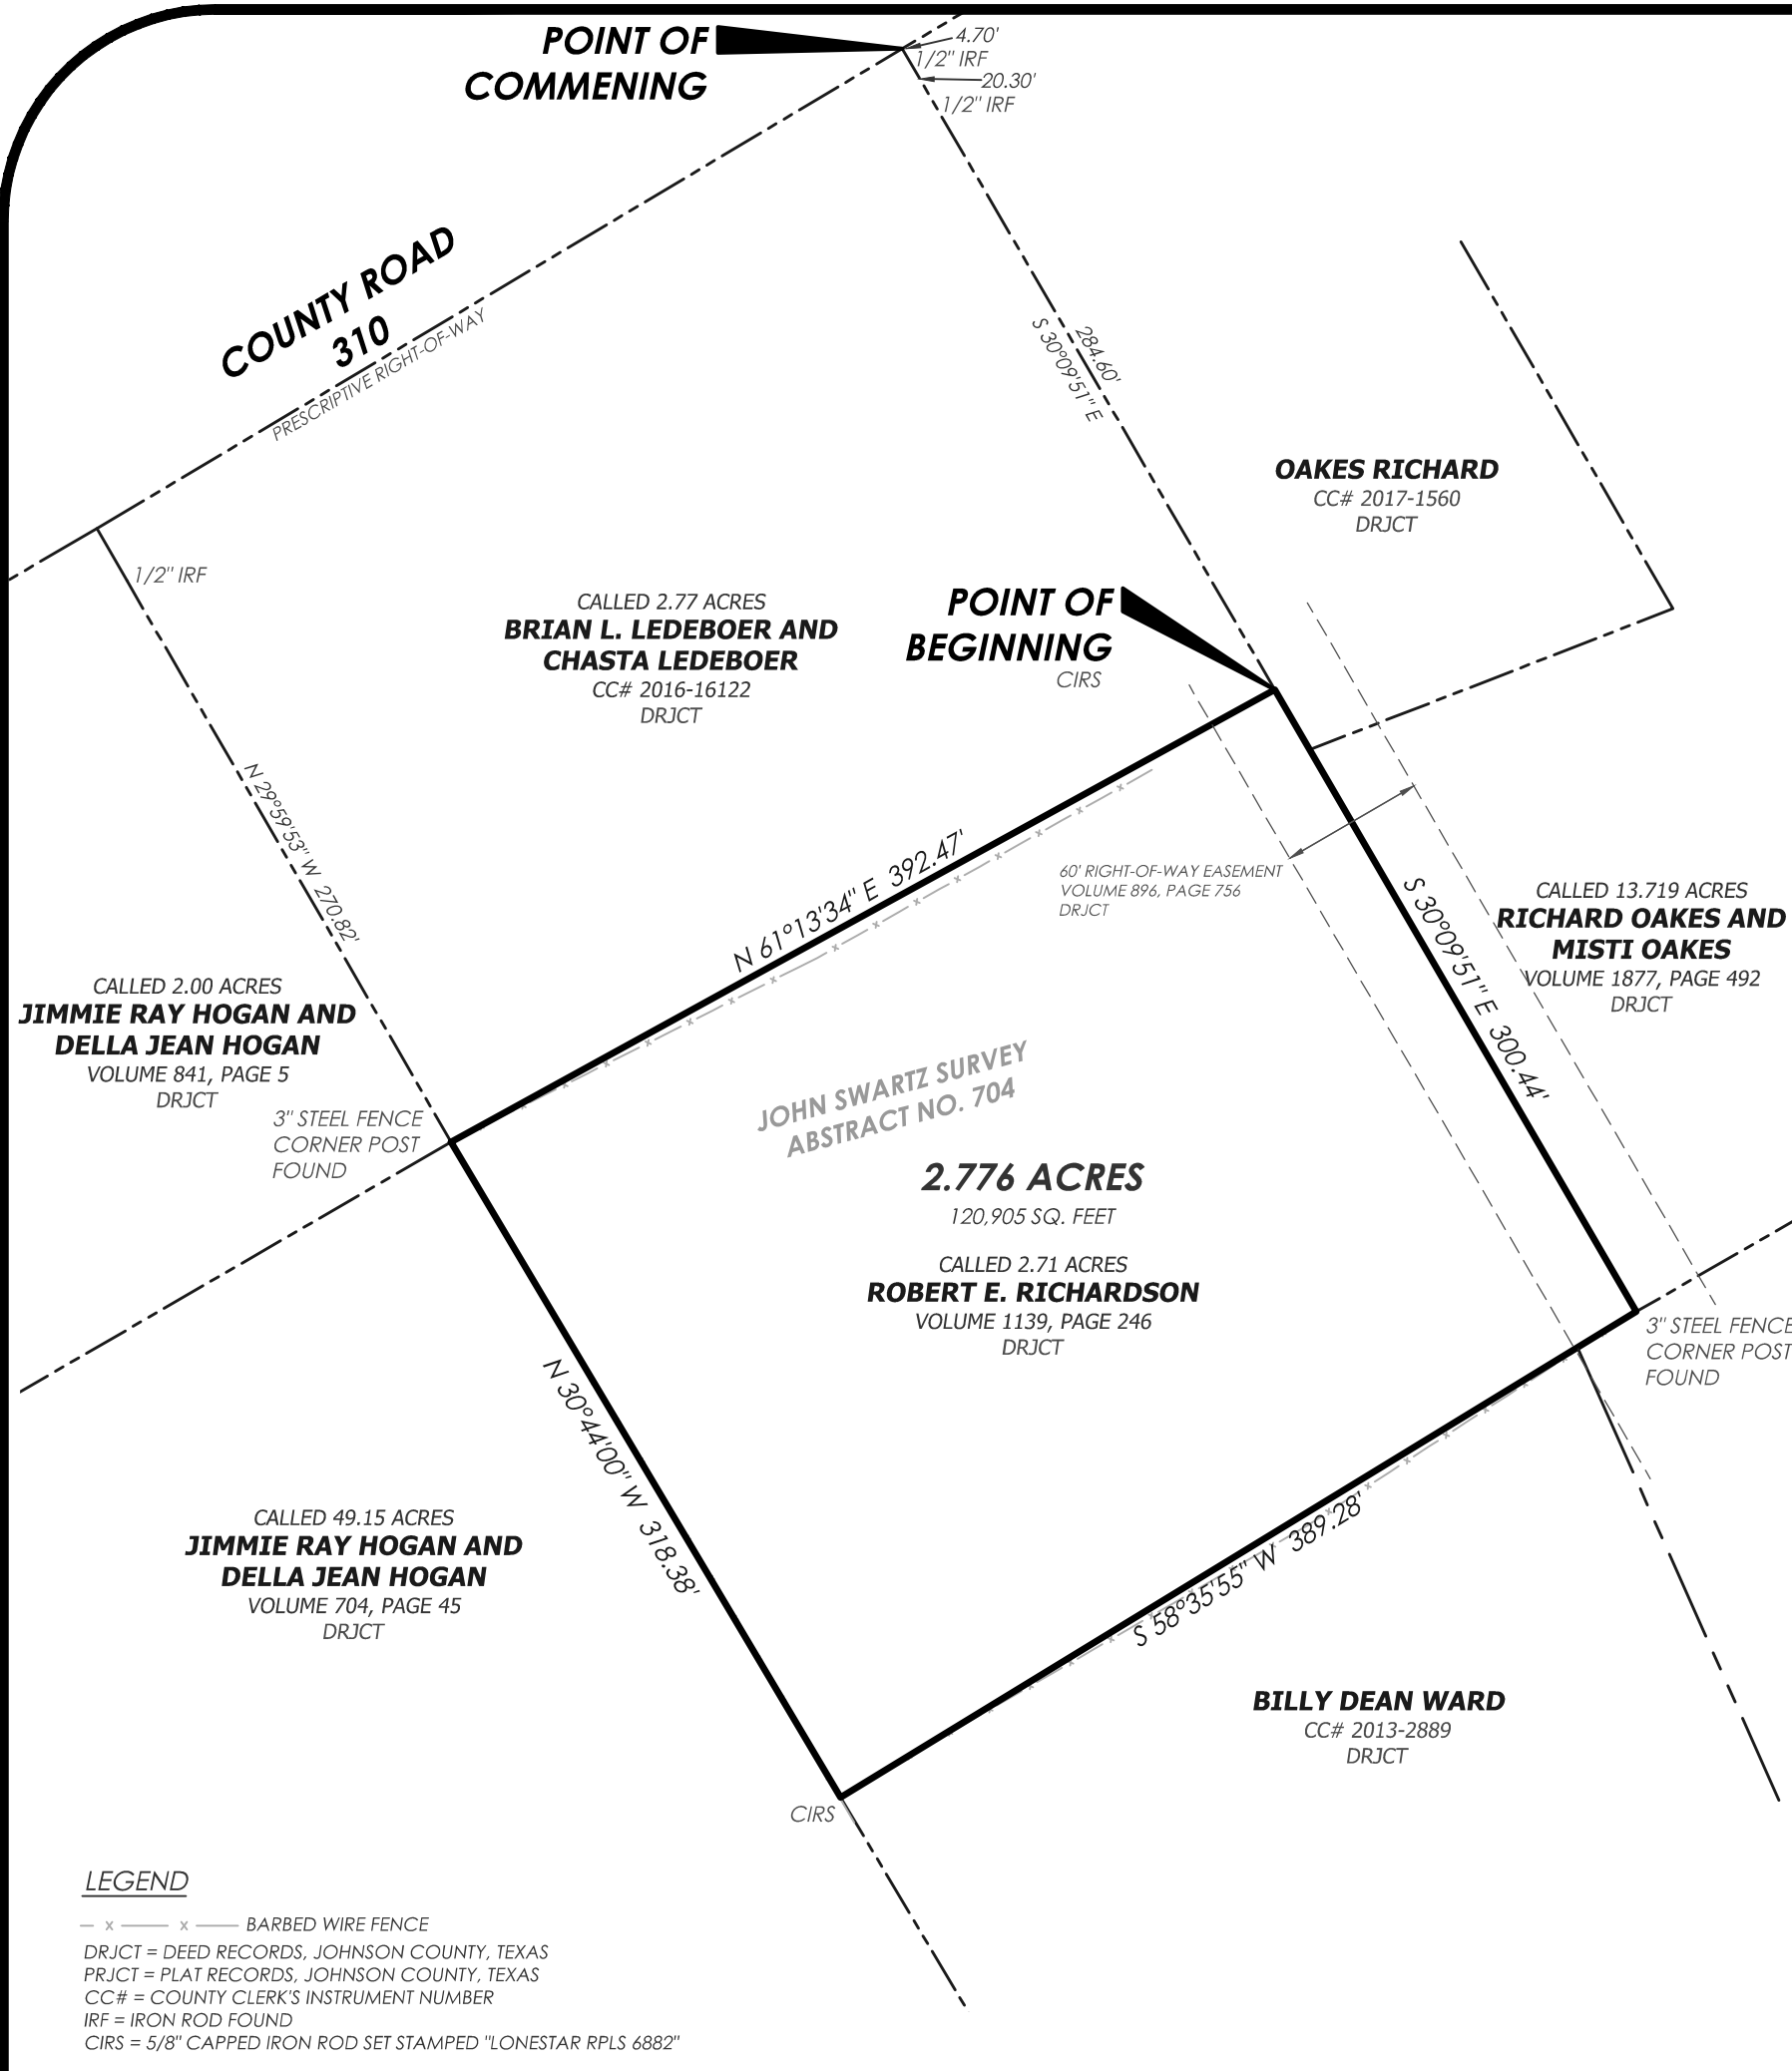 POINT OF
COMMENING
4.70'
1/2" IRF
20.30'
1/2" IRF
COUNTY ROAD
310
PRESCRIPTIVE RIGHT-OF-WAY
284.60'
S 30°09'51" E
OAKES RICHARD
CC# 2017-1560
DRJCT
1/2" IRF
CALLED 2.77 ACRES
BRIAN L. LEDEBOER AND
CHASTA LEDEBOER
CC# 2016-16122
DRJCT
POINT OF
BEGINNING
CIRS
N 29°59'53" W 270.82'
N 61°13'34" E 392.47'
60' RIGHT-OF-WAY EASEMENT
VOLUME 896, PAGE 756
DRJCT
S 30°09'51" E 300.44'
CALLED 13.719 ACRES
RICHARD OAKES AND
MISTI OAKES
VOLUME 1877, PAGE 492
DRJCT
CALLED 2.00 ACRES
JIMMIE RAY HOGAN AND
DELLA JEAN HOGAN
VOLUME 841, PAGE 5
DRJCT
3" STEEL FENCE
CORNER POST
FOUND
JOHN SWARTZ SURVEY
ABSTRACT NO. 704
2.776 ACRES
120,905 SQ. FEET
CALLED 2.71 ACRES
ROBERT E. RICHARDSON
VOLUME 1139, PAGE 246
DRJCT
3" STEEL FENCE
CORNER POST
FOUND
N 30°44'00" W 318.38'
S 58°35'55" W 389.28'
CALLED 49.15 ACRES
JIMMIE RAY HOGAN AND
DELLA JEAN HOGAN
VOLUME 704, PAGE 45
DRJCT
BILLY DEAN WARD
CC# 2013-2889
DRJCT
CIRS
LEGEND
x x BARBED WIRE FENCE
DRJCT = DEED RECORDS, JOHNSON COUNTY, TEXAS
PRJCT = PLAT RECORDS, JOHNSON COUNTY, TEXAS
CC# = COUNTY CLERK'S INSTRUMENT NUMBER
IRF = IRON ROD FOUND
CIRS = 5/8" CAPPED IRON ROD SET STAMPED "LONESTAR RPLS 6882"